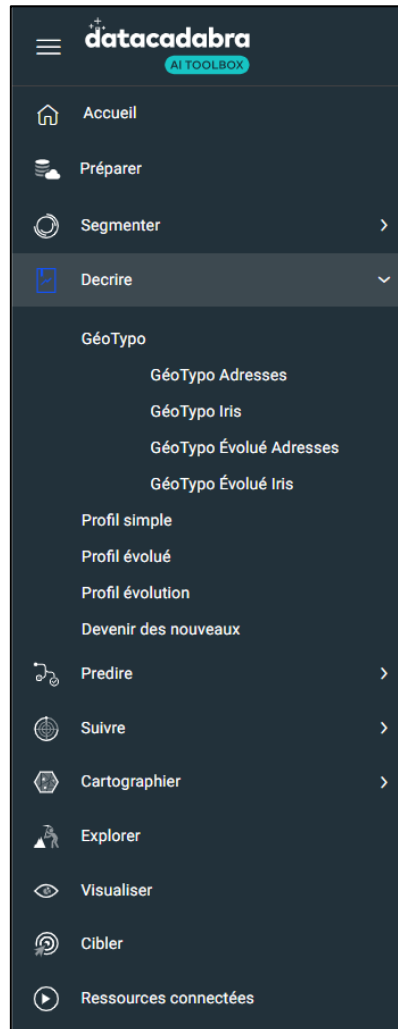 datacadabra
AI TOOLBOX
Accueil
Préparer
Segmenter
Decrire
GéoTypo
GéoTypo Adresses
GéoTypo Iris
GéoTypo Évolué Adresses
GéoTypo Évolué Iris
Profil simple
Profil évolué
Profil évolution
Devenir des nouveaux
Predire
Suivre
Cartographier
Explorer
Visualiser
Cibler
Ressources connectées